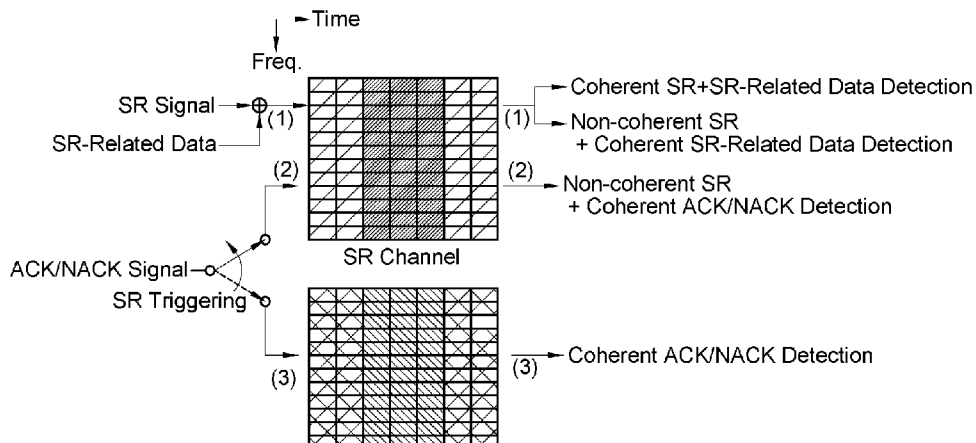 Time
Freq.
SR Signal
(1)
SR-Related Data
(2)
ACK/NACK Signal
SR Triggering
(3)
SR Channel
(1)
Coherent SR+SR-Related Data Detection
Non-coherent SR
+ Coherent SR-Related Data Detection
(2)
Non-coherent SR
+ Coherent ACK/NACK Detection
(3)
Coherent ACK/NACK Detection